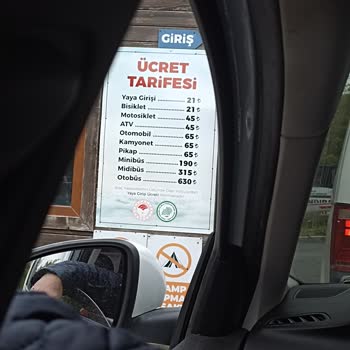 GİRİŞ
ÜCRET
TARİFESİ
Yaya Girişi ........ 21 ₺
Bisiklet ........ 21 ₺
Motosiklet ........ 45 ₺
ATV ........ 45 ₺
Otomobil ........ 65 ₺
Kamyonet ........ 65 ₺
Pikap ........ 65 ₺
Minibüs ........ 190 ₺
Midibüs ........ 315 ₺
Otobüs ........ 630 ₺